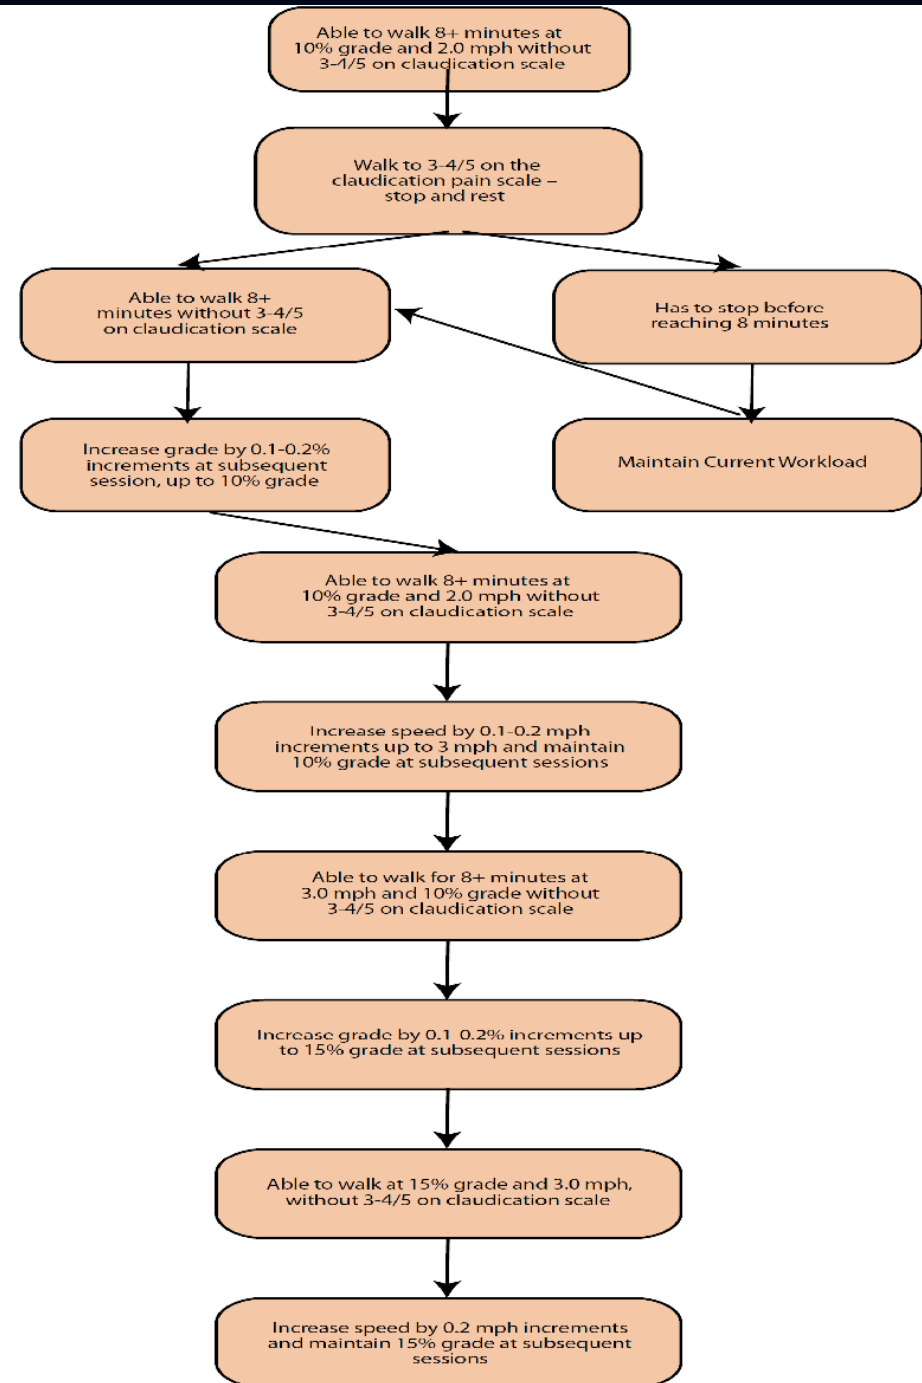 Able to walk 8+ minutes at
10% grade and 2.0 mph without
3-4/5 on claudication scale
Walk to 3-4/5 on the
claudication pain scale –
stop and rest
Able to walk 8+
minutes without 3-4/5
on claudication scale
Has to stop before
reaching 8 minutes
Increase grade by 0.1-0.2%
increments at subsequent
session, up to 10% grade
Maintain Current Workload
Able to walk 8+ minutes at
10% grade and 2.0 mph without
3-4/5 on claudication scale
Increase speed by 0.1-0.2 mph
increments up to 3 mph and maintain
10% grade at subsequent sessions
Able to walk for 8+ minutes at
3.0 mph and 10% grade without
3-4/5 on claudication scale
Increase grade by 0.1-0.2% increments up
to 15% grade at subsequent sessions
Able to walk at 15% grade and 3.0 mph,
without 3-4/5 on claudication scale
Increase speed by 0.2 mph increments
and maintain 15% grade at subsequent
sessions